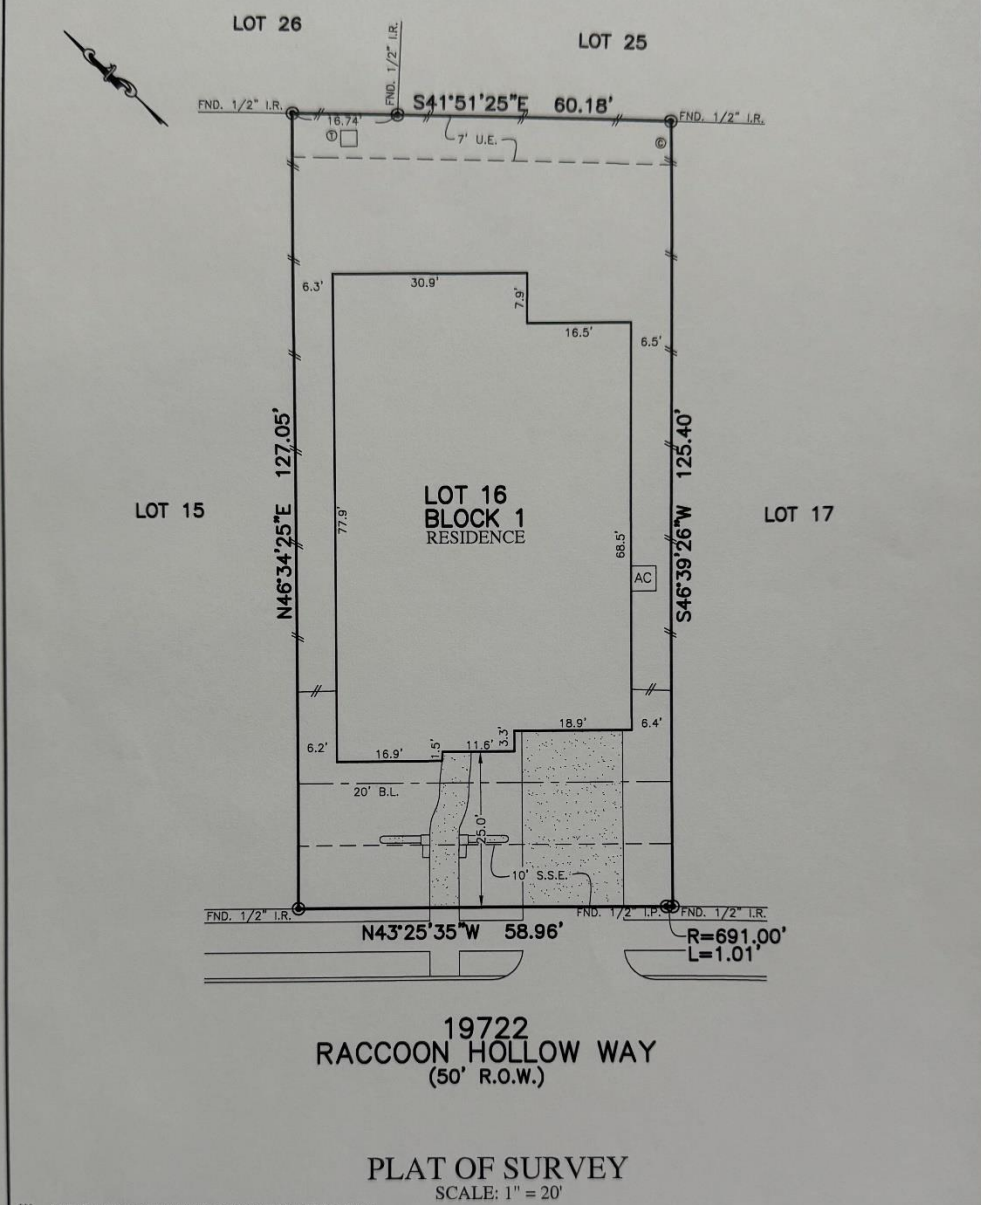 LOT 26
LOT 25
FND. 1/2" I.R.
FND. 1/2" I.R.
S41°51'25"E 60.18'
FND. 1/2" I.R.
16.74'
T
7' U.E.
C
6.3'
30.9'
7.9'
16.5'
6.5'
N46°34'25"E 127.05'
77.9'
LOT 15
LOT 16
BLOCK 1
RESIDENCE
68.5'
AC
S46°39'26"W 125.40'
LOT 17
6.2'
16.9'
1.5'
11.6'
3.3'
18.9'
6.4'
20' B.L.
25.0'
10' S.S.E.
FND. 1/2" I.R.
FND. 1/2" I.P.
FND. 1/2" I.R.
N43°25'35"W 58.96'
R=691.00'
L=1.01'
19722
RACCOON HOLLOW WAY
(50' R.O.W.)
PLAT OF SURVEY
SCALE: 1" = 20'